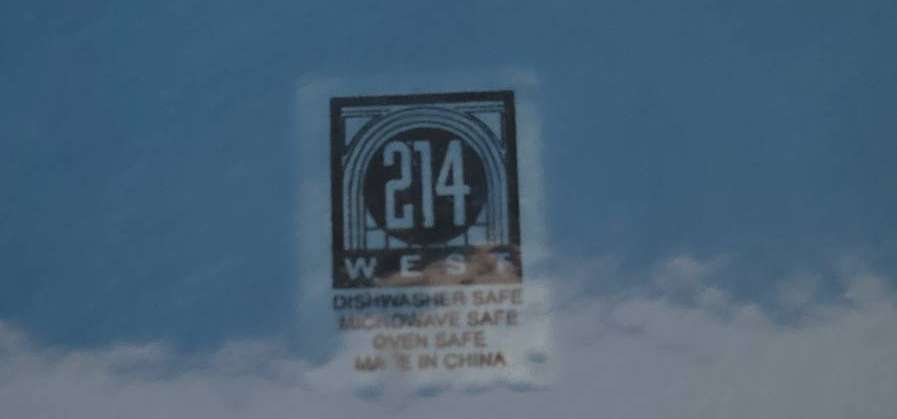 214
WEST
DISHWASHER SAFE
MICROWAVE SAFE
OVEN SAFE
MADE IN CHINA